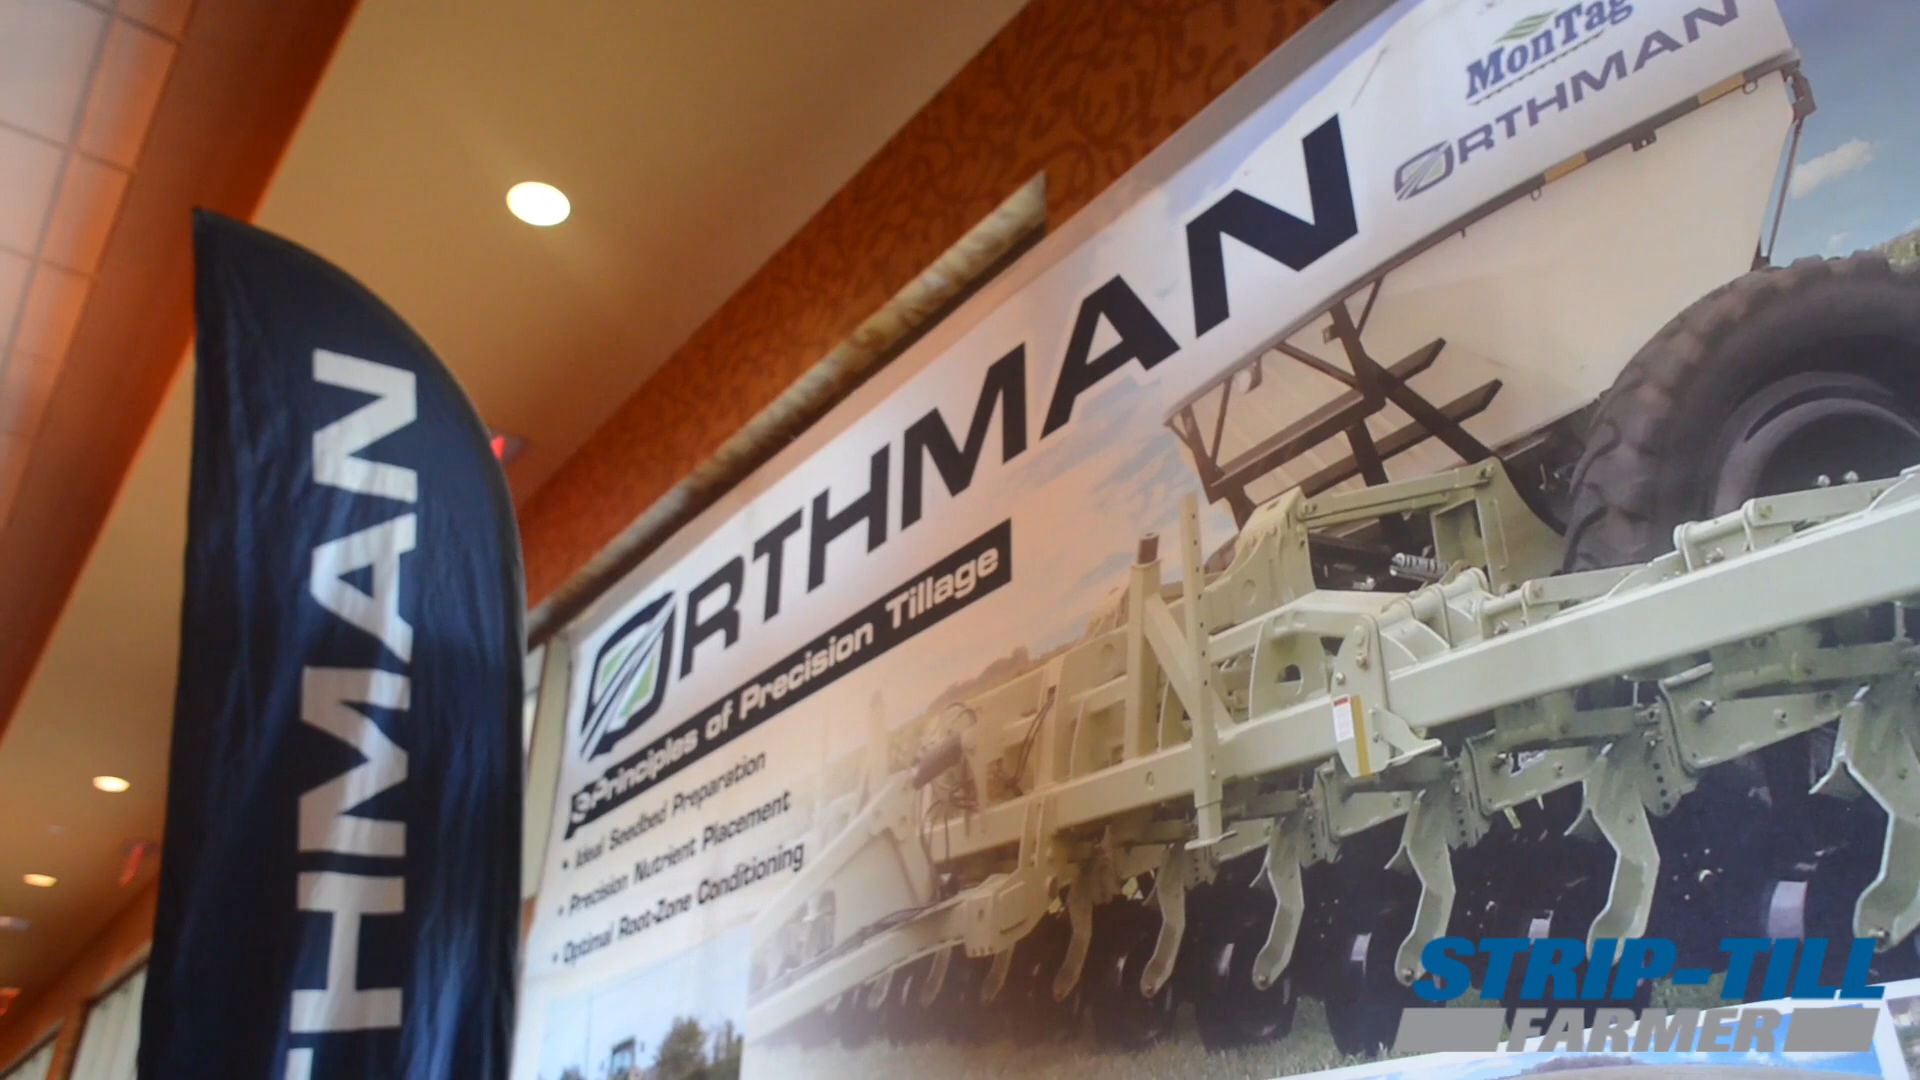 THMAN
ORTHMAN
3 Principles of Precision Tillage
• Ideal Seedbed Preparation
• Precision Nutrient Placement
• Optimal Root-Zone Conditioning
MonTag
ORTHMAN
STRIP-TILL
FARMER